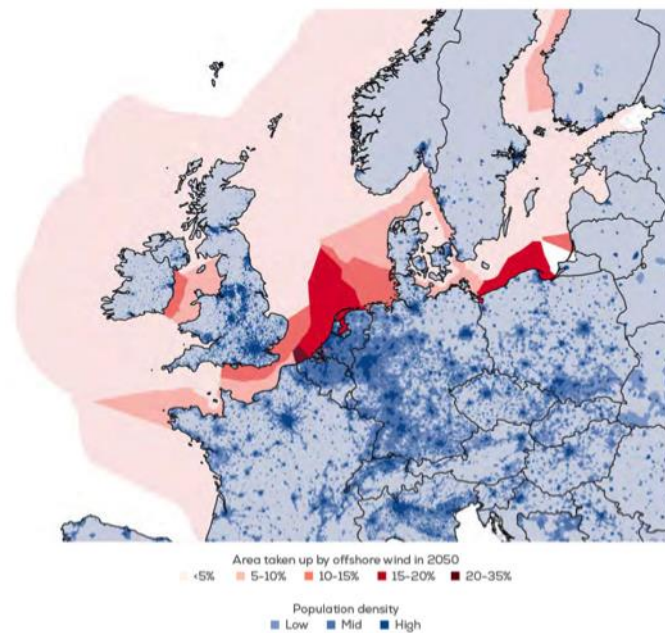 Area taken up by offshore wind in 2050
<5% 5-10% 10-15% 15-20% 20-35%
Population density
Low Mid High